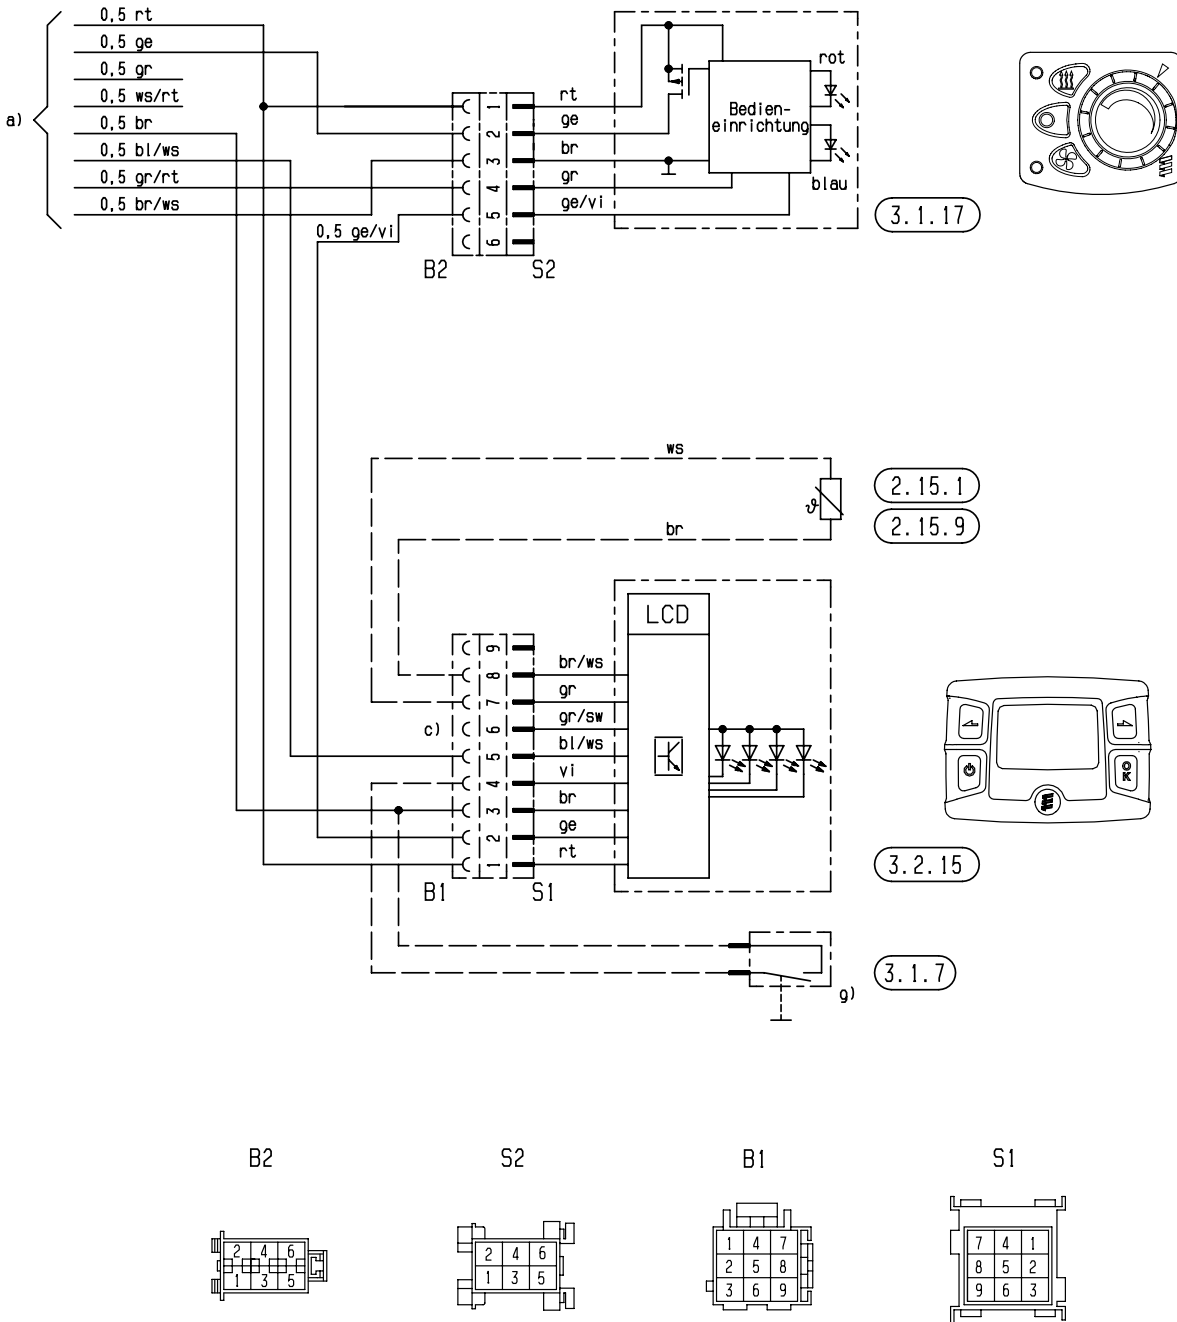 0,5 rt
0,5 ge
0,5 gr
0,5 ws/rt
a)
0,5 br
0,5 bl/ws
0,5 gr/rt
0,5 br/ws
0,5 ge/vi
1
2
3
4
5
6
B2
S2
rt
ge
br
gr
ge/vi
Bedien-
einrichtung
rot
blau
3.1.17
ws
ϑ
br
2.15.1
2.15.9
LCD
9
8
7
c)
6
5
4
3
2
1
B1
S1
br/ws
gr
gr/sw
bl/ws
vi
br
ge
rt
OK
3.2.15
g)
3.1.7
B2
S2
B1
S1
2 4 6
1 3 5
2 4 6
1 3 5
1 4 7
2 5 8
3 6 9
7 4 1
8 5 2
9 6 3